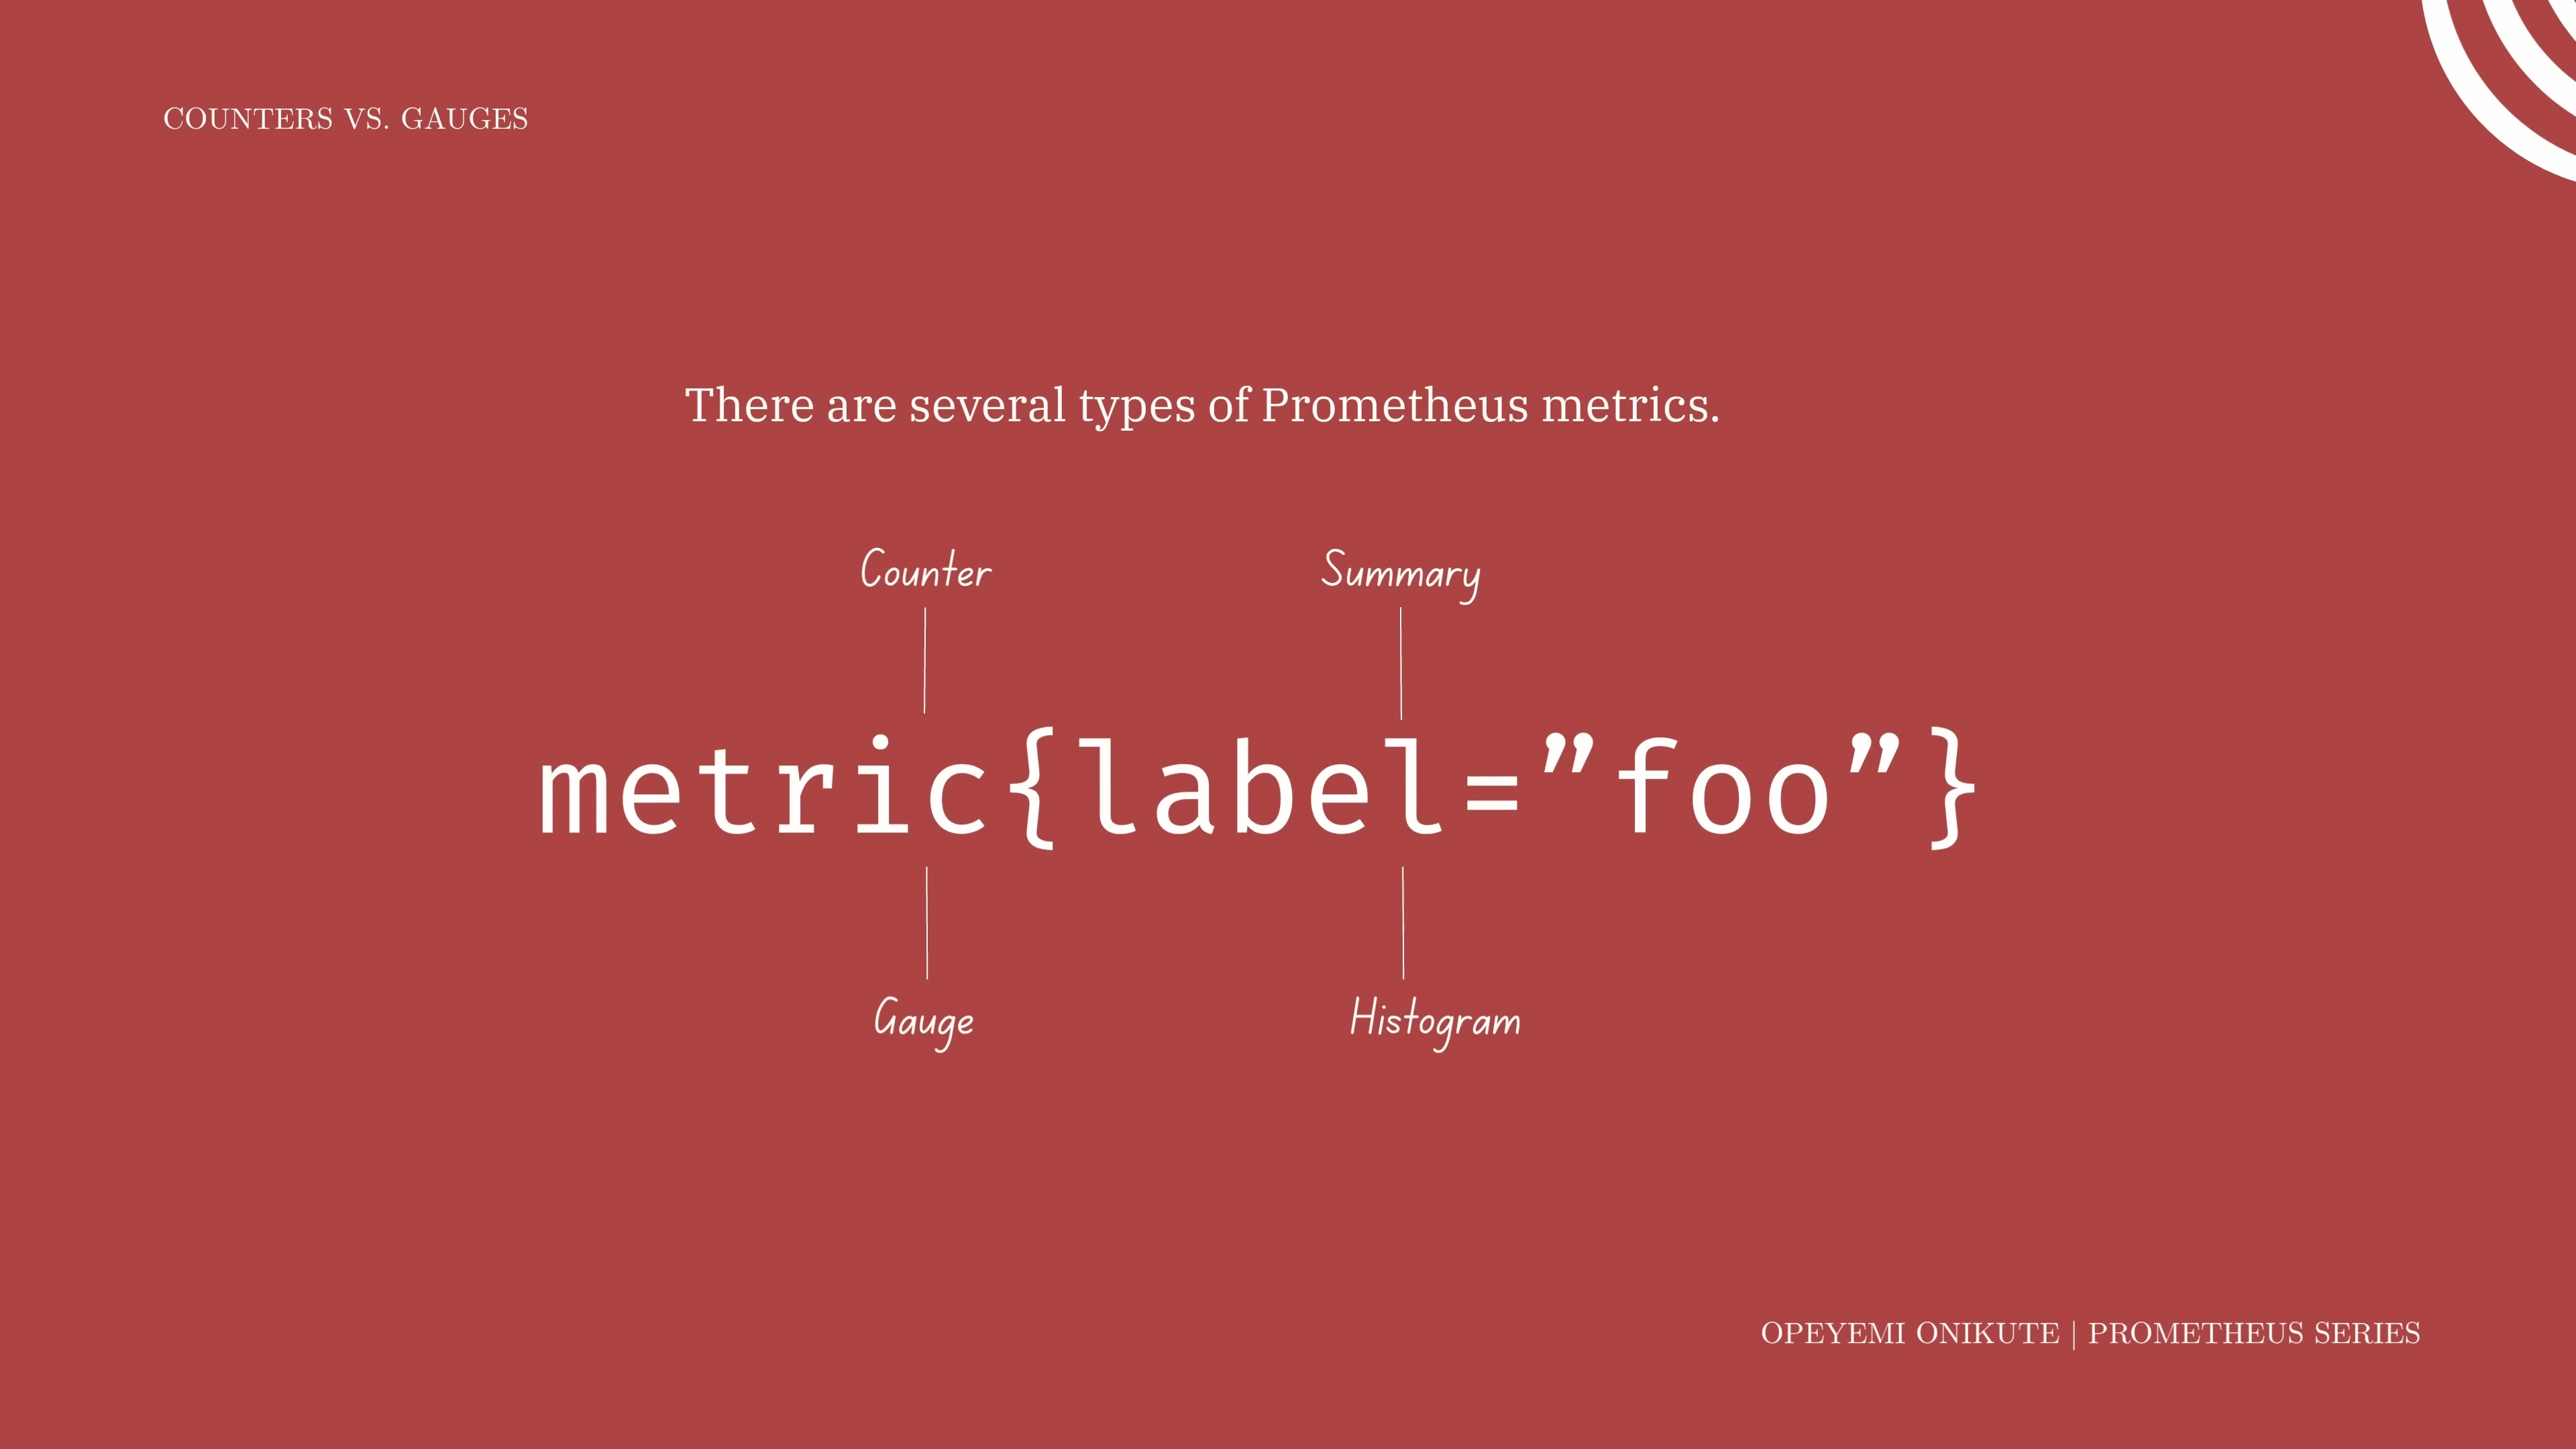 COUNTERS VS. GAUGES
There are several types of Prometheus metrics.
Counter
Summary
metric{label=”foo”}
Gauge
Histogram
OPEYEMI ONIKUTE | PROMETHEUS SERIES